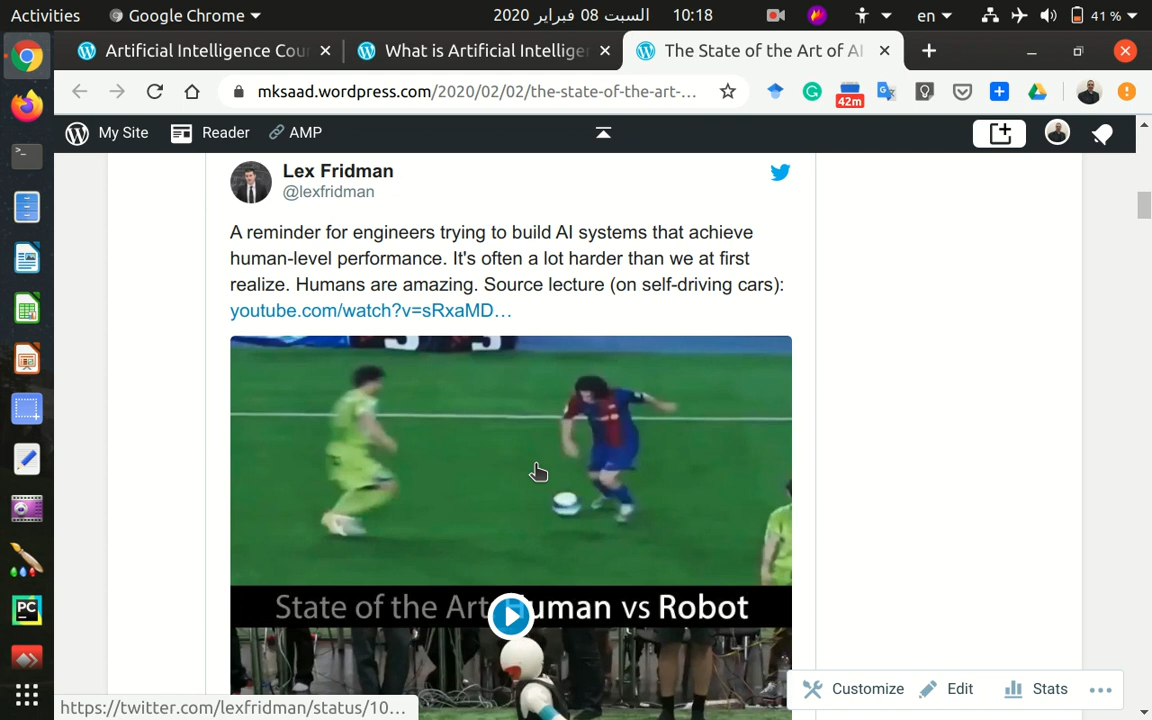 Activities
Google Chrome
السبت 08 فبراير 2020
10:18
en
41 %
Artificial Intelligence Cou
What is Artificial Intellige
The State of the Art of AI
mksaad.wordpress.com/2020/02/02/the-state-of-the-art-...
42m
My Site
Reader
AMP
Lex Fridman
@lexfridman
A reminder for engineers trying to build AI systems that achieve
human-level performance. It's often a lot harder than we at first
realize. Humans are amazing. Source lecture (on self-driving cars):
youtube.com/watch?v=sRxaMD…
State of the Art: Human vs Robot
Customize
Edit
Stats
PC
https://twitter.com/lexfridman/status/10...